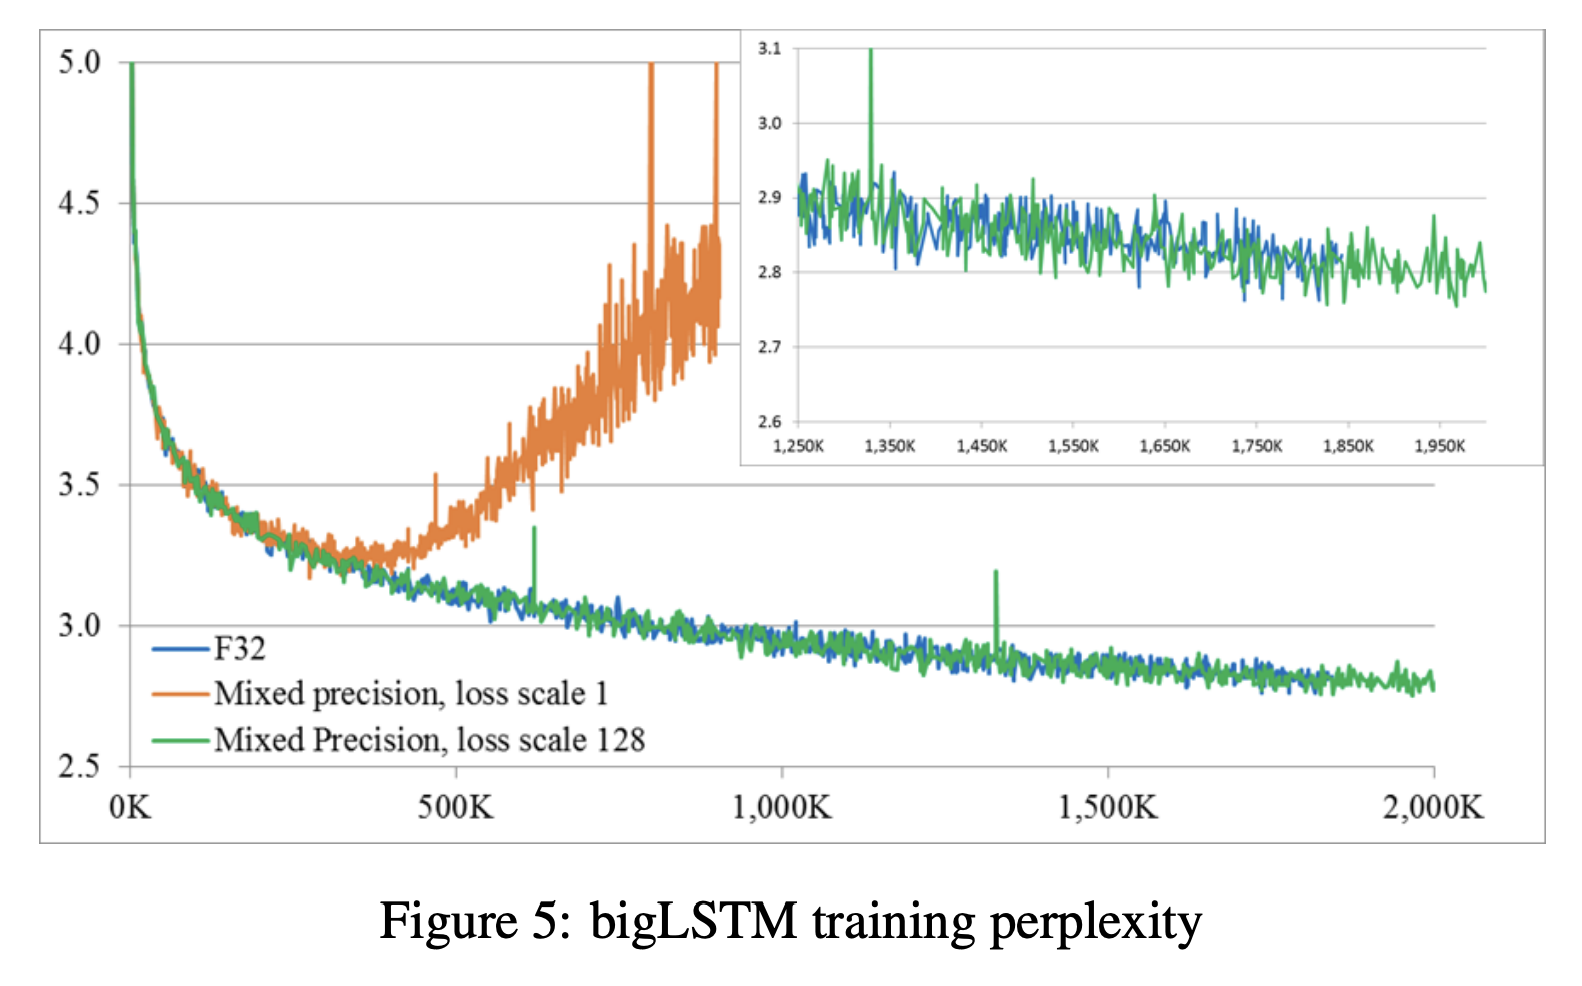 5.0
4.5
4.0
3.5
3.0
2.5
0K 500K 1,000K 1,500K 2,000K
F32
Mixed precision, loss scale 1
Mixed Precision, loss scale 128
3.1
3.0
2.9
2.8
2.7
2.6
1,250K 1,350K 1,450K 1,550K 1,650K 1,750K 1,850K 1,950K
Figure 5: bigLSTM training perplexity